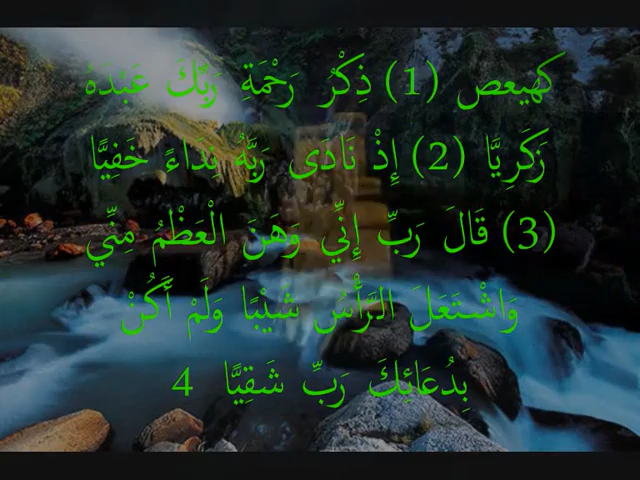 كهيعص (1) ذِكْرُ رَحْمَةِ رَبِّكَ عَبْدَهُ
زَكَرِيَّا (2) إِذْ نَادَى رَبَّهُ نِدَاءً خَفِيًّا
(3) قَالَ رَبِّ إِنِّي وَهَنَ الْعَظْمُ مِنِّي
وَاشْتَعَلَ الرَّأْسُ شَيْبًا وَلَمْ أَكُنْ
بِدُعَائِكَ رَبِّ شَقِيًّا 4